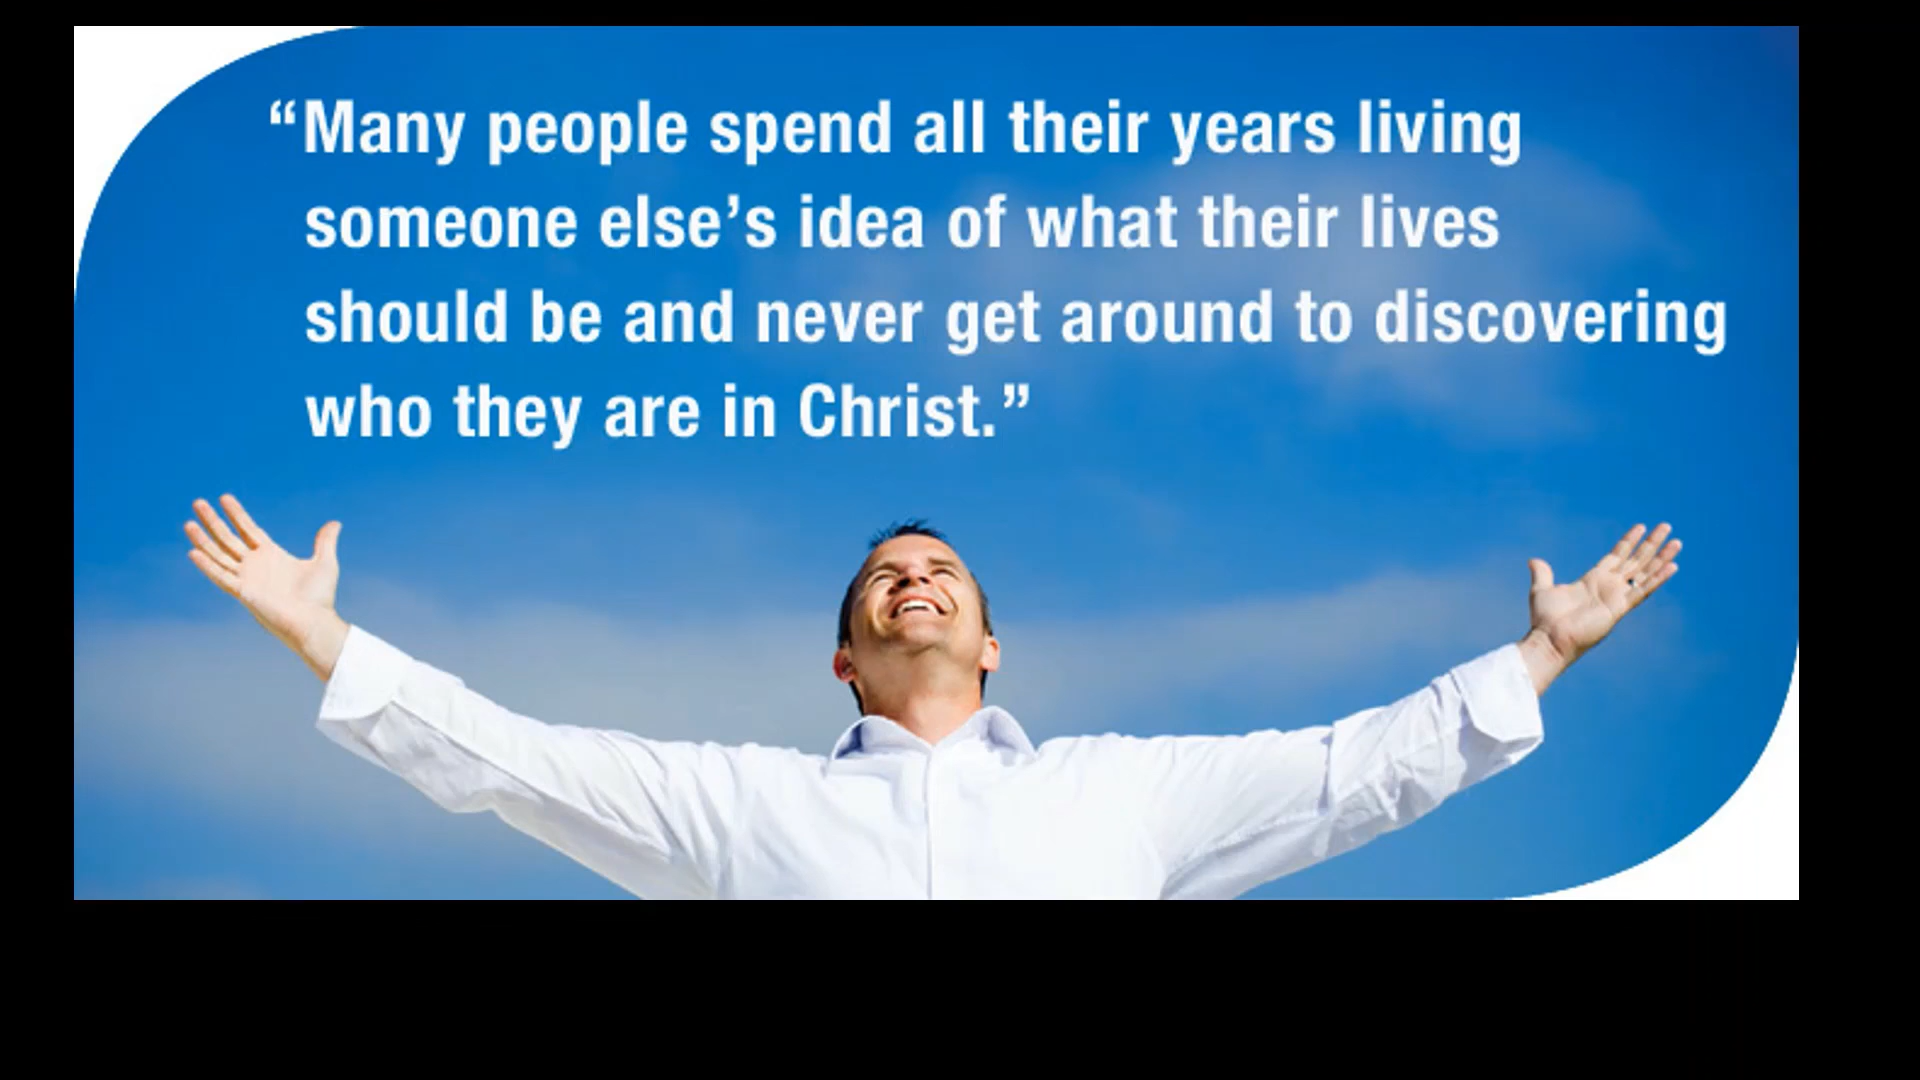 “Many people spend all their years living
someone else’s idea of what their lives
should be and never get around to discovering
who they are in Christ.”